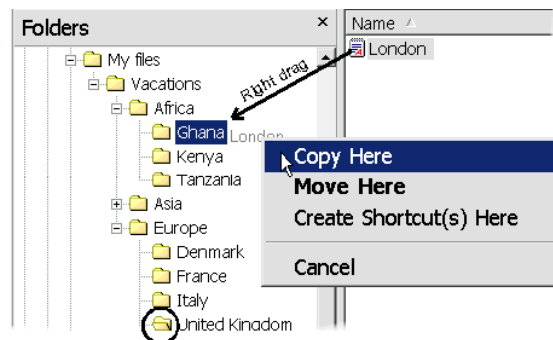 Folders
×
Name
My files
London
Vacations
Right drag
Africa
Ghana
London
Kenya
Copy Here
Tanzania
Move Here
Asia
Create Shortcut(s) Here
Europe
Denmark
Cancel
France
Italy
United Kingdom